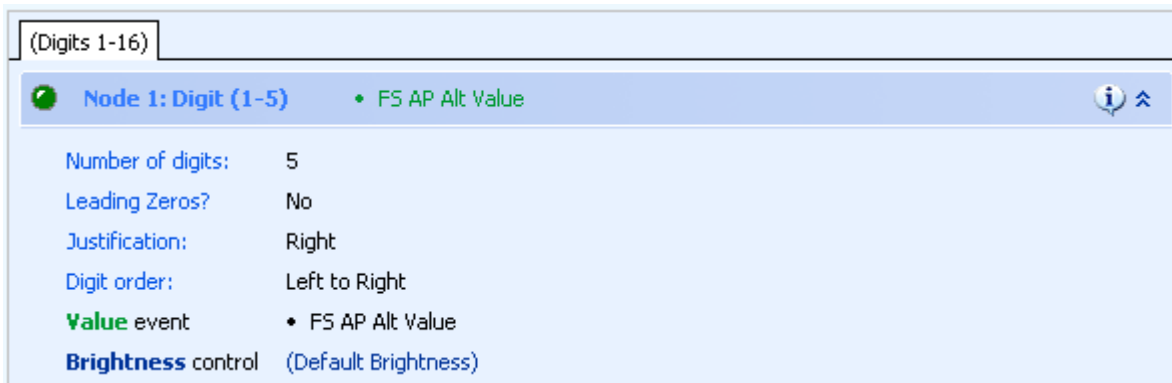 (Digits 1-16)
Node 1: Digit (1-5) • FS AP Alt Value
Number of digits: 5
Leading Zeros? No
Justification: Right
Digit order: Left to Right
Value event • FS AP Alt Value
Brightness control (Default Brightness)